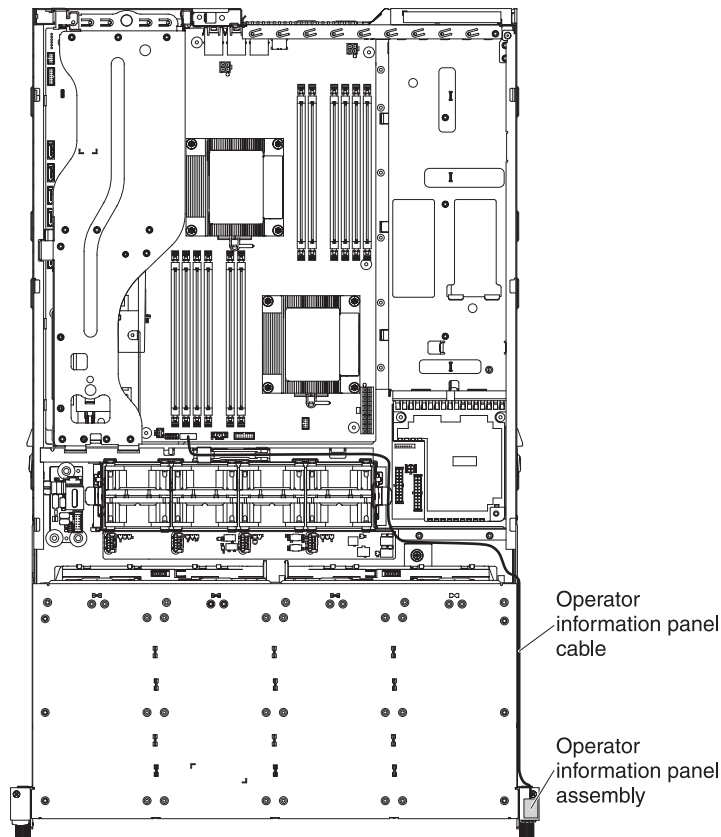 Operator
information panel
cable
Operator
information panel
assembly